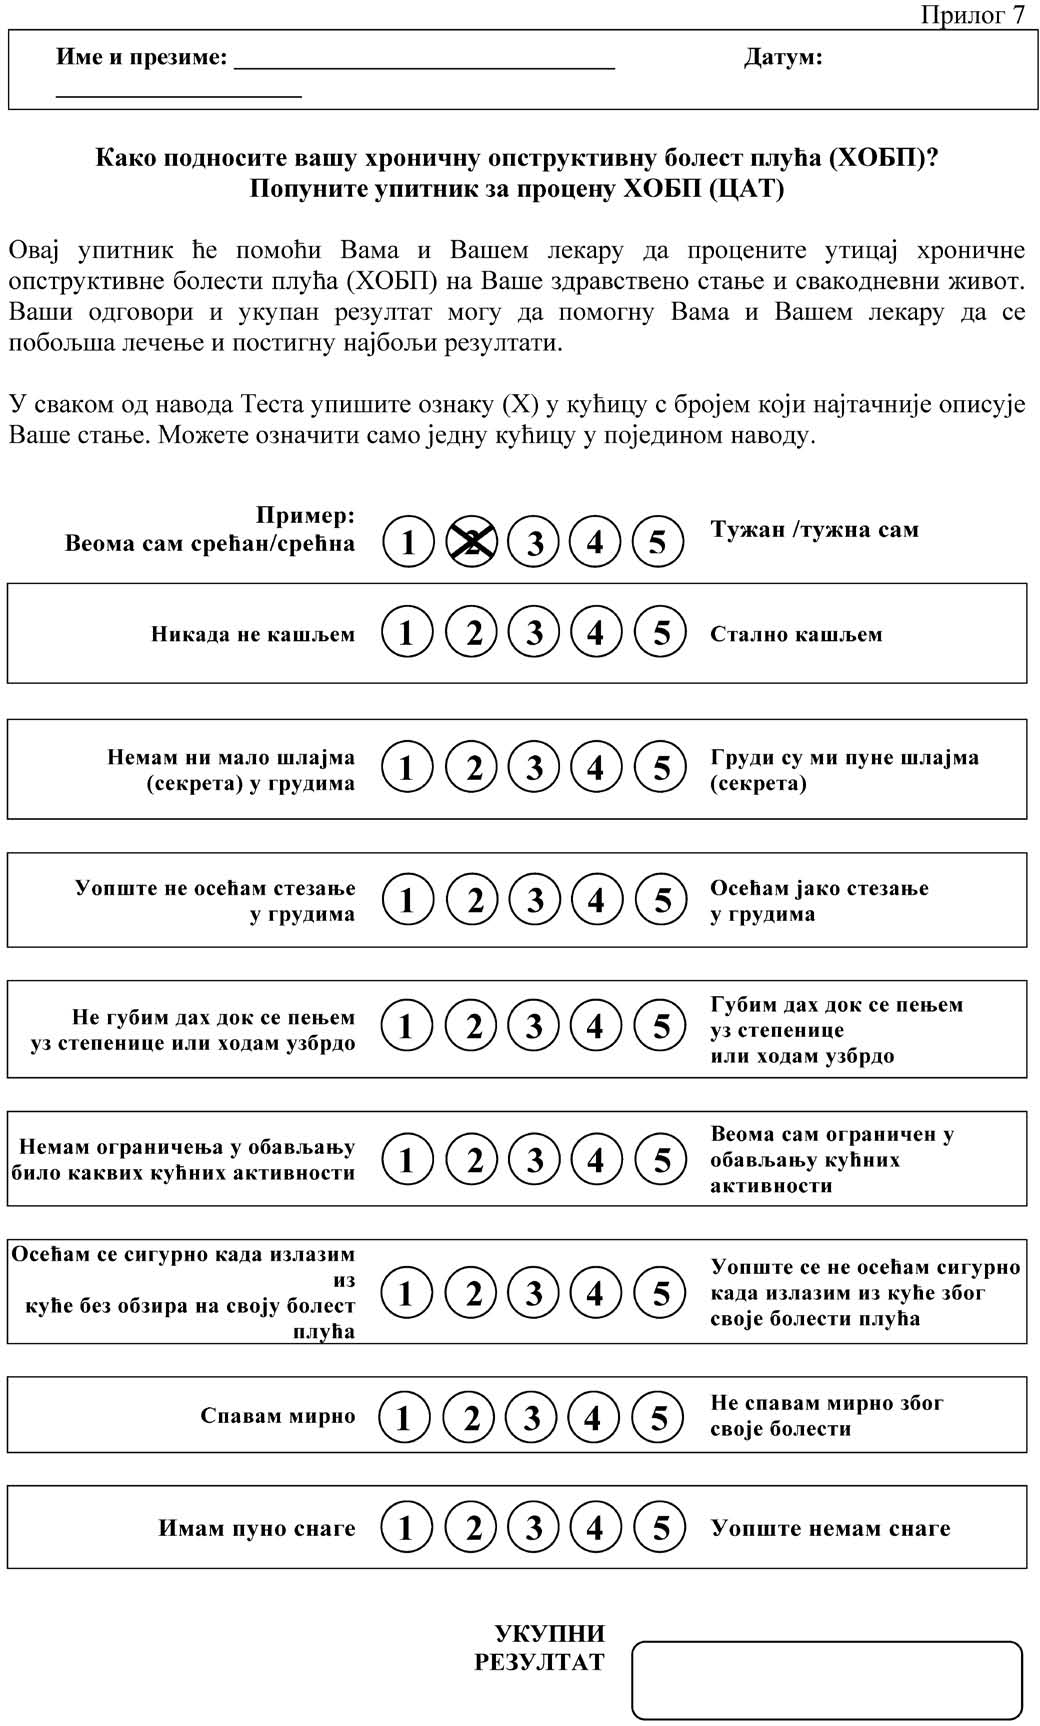 Прилог 7
Име и презиме: ______________________________ Датум:
____________________
Како подносите вашу хроничну опструктивну болест плућа (ХОБП)?
Попуните упитник за процену ХОБП (ЦАТ)
Овај упитник ће помоћи Вама и Вашем лекару да процените утицај хроничне
опструктивне болести плућа (ХОБП) на Ваше здравствено стање и свакодневни живот.
Ваши одговори и укупан резултат могу да помогну Вама и Вашем лекару да се
побољша лечење и постигну најбољи резултати.
У сваком од навода Теста упишите ознаку (X) у кућицу с бројем који најтачније описује
Ваше стање. Можете означити само једну кућицу у поједином наводу.
Пример:
Веома сам срећан/срећна
1 2 3 4 5
Тужан /тужна сам
Никада не кашљем
1 2 3 4 5
Стално кашљем
Немам ни мало шлајма
(секрета) у грудима
1 2 3 4 5
Груди су ми пуне шлајма
(секрета)
Уопште не осећам стезање
у грудима
1 2 3 4 5
Осећам јако стезање
у грудима
Не губим дах док се пењем
уз степенице или ходам узбрдо
1 2 3 4 5
Губим дах док се пењем
уз степенице
или ходам узбрдо
Немам ограничења у обављању
било каквих кућних активности
1 2 3 4 5
Веома сам ограничен у
обављању кућних
активности
Осећам се сигурно када излазим
из
куће без обзира на своју болест
плућа
1 2 3 4 5
Уопште се не осећам сигурно
када излазим из куће због
своје болести плућа
Спавам мирно
1 2 3 4 5
Не спавам мирно због
своје болести
Имам пуно снаге
1 2 3 4 5
Уопште немам снаге
УКУПНИ
РЕЗУЛТАТ